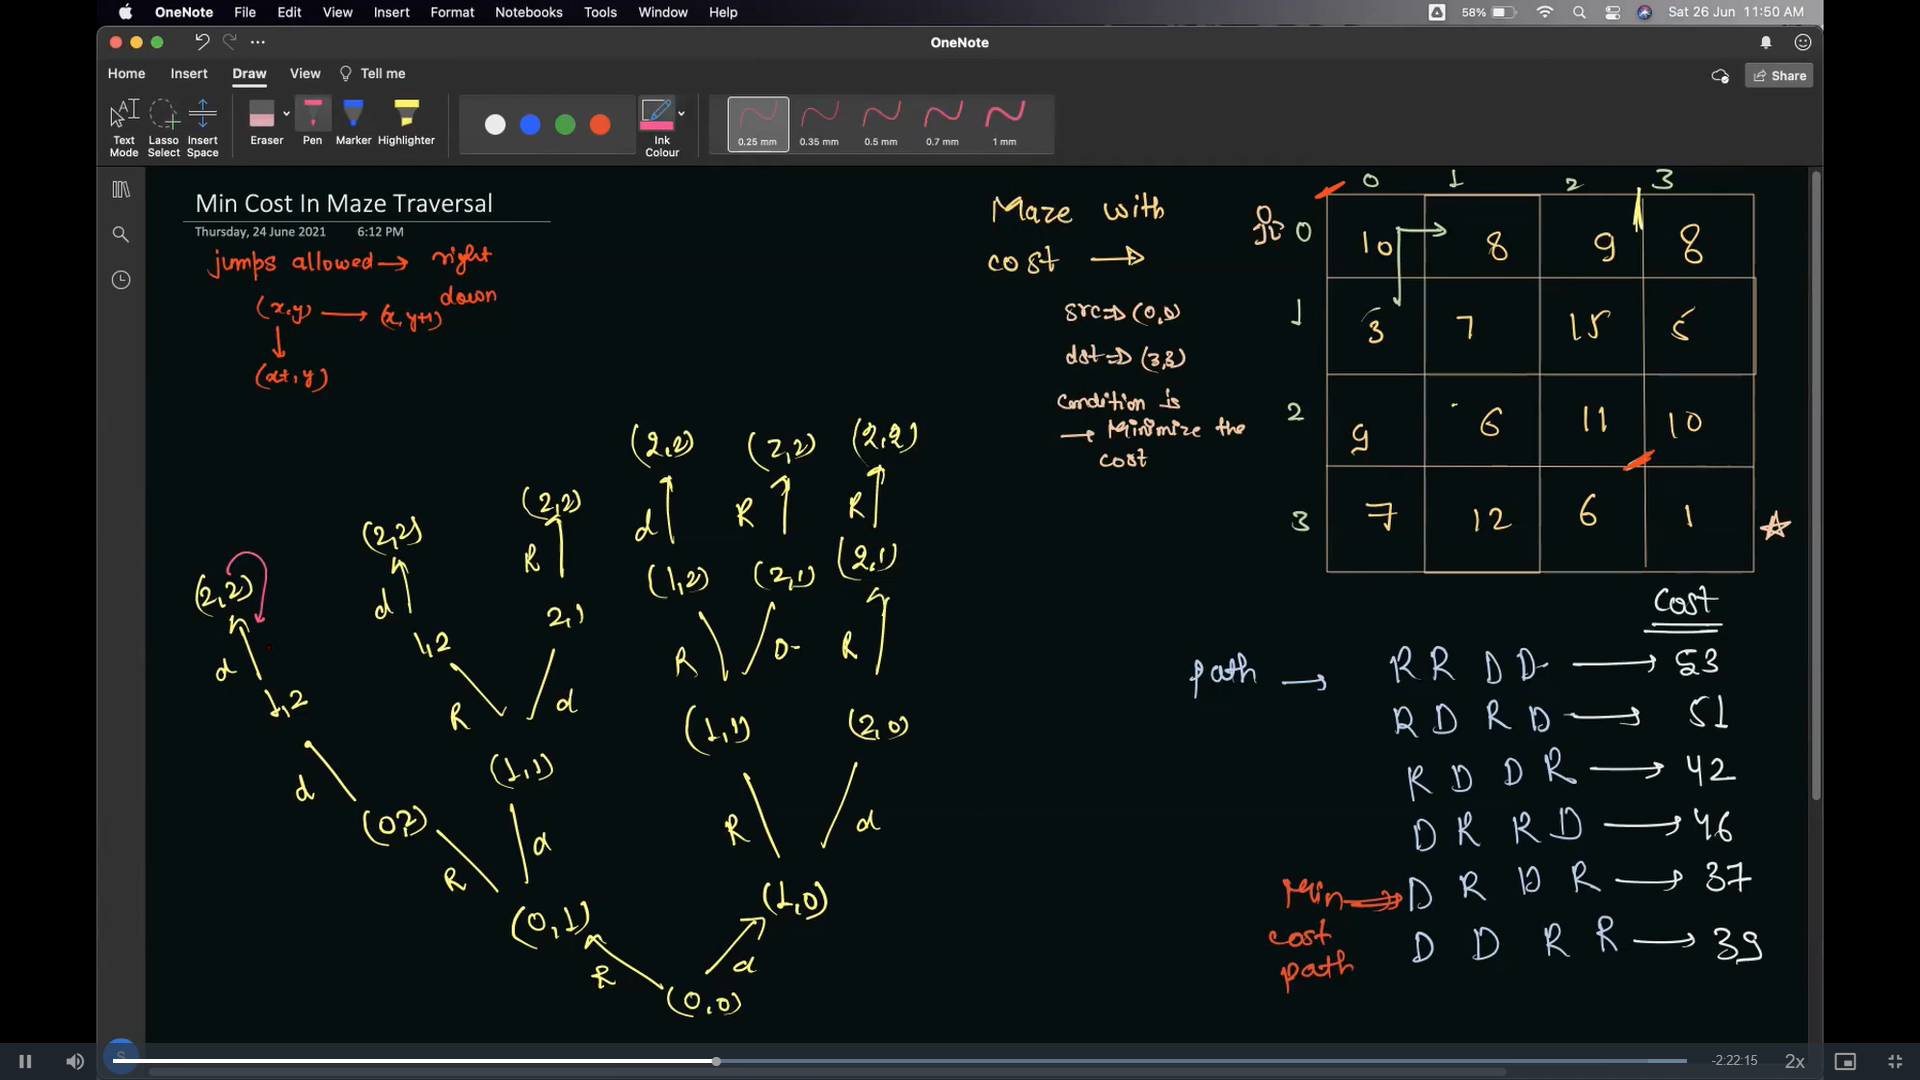 OneNote File Edit View Insert Format Notebooks Tools Window Help
58% Sat 26 Jun 11:50 AM
OneNote
Home Insert Draw View Tell me
Share
Text Mode
Lasso Select
Insert Space
Eraser
Pen
Marker
Highlighter
Ink Colour
0.25 mm 0.35 mm 0.5 mm 0.7 mm 1 mm
Min Cost In Maze Traversal
Thursday, 24 June 2021 6:12 PM
jumps allowed → right
down
(x,y) → (x, y+1)
(x+, y)
Maze with
cost →
src ⇒ (0,0)
dst ⇒ (3,3)
Condition is
→ Minimize the
cost
0 1 2 3
0 10 8 9 8
1 3 7 15 5
2 9 6 11 10
3 7 12 6 1
(2,2) (2,2) (2,2)
d R R
(2,2) (2,2)
d R
(1,2) (2,1) (2,1)
(2,2)
d 1,2 2,1
R D R
d R d
1,2
(1,1) (2,0)
(1,1)
d
(0,2) R d
R d
(0,1) (1,0)
R d
(0,0)
Cost
path → R R D D → 53
R D R D → 51
R D D R → 42
D R R D → 46
Min ⇒ D R D R → 37
cost
path
D D R R → 39
-2:22:15 2x